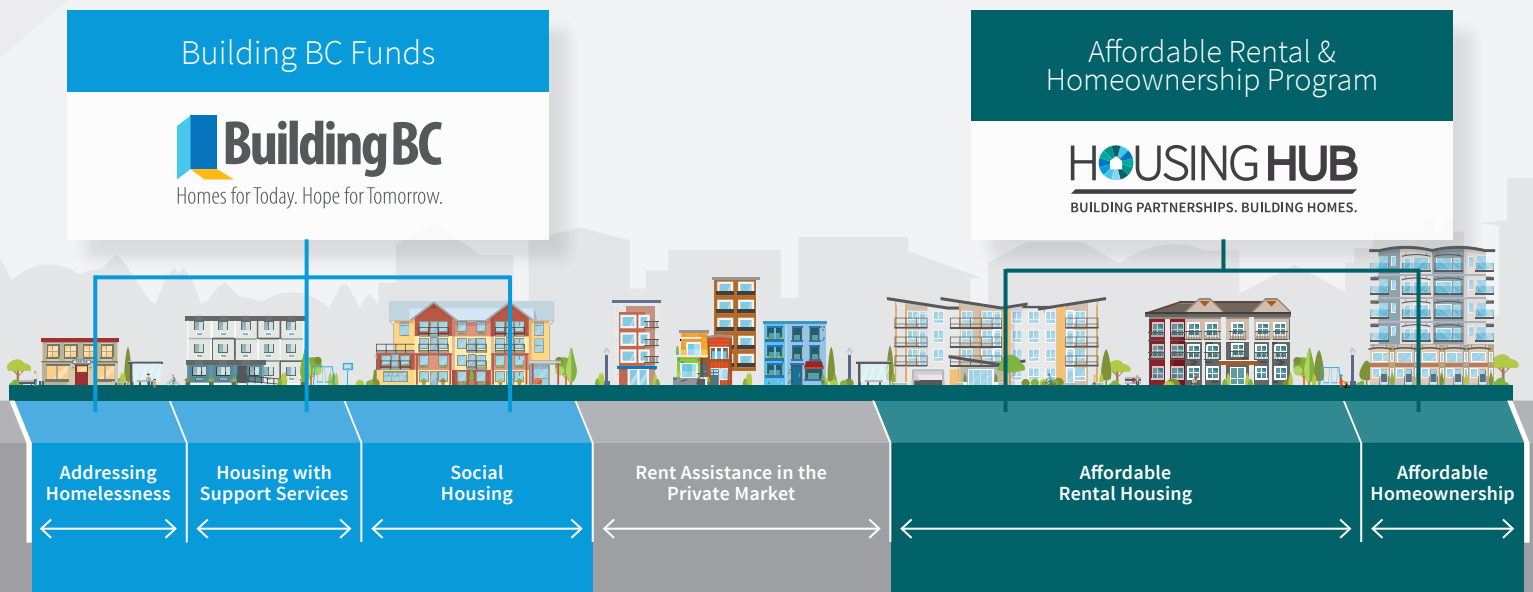 Building BC Funds
Building BC
Homes for Today. Hope for Tomorrow.
Affordable Rental &
Homeownership Program
HOUSING HUB
BUILDING PARTNERSHIPS. BUILDING HOMES.
Addressing
Homelessness
Housing with
Support Services
Social
Housing
Rent Assistance in the
Private Market
Affordable
Rental Housing
Affordable
Homeownership